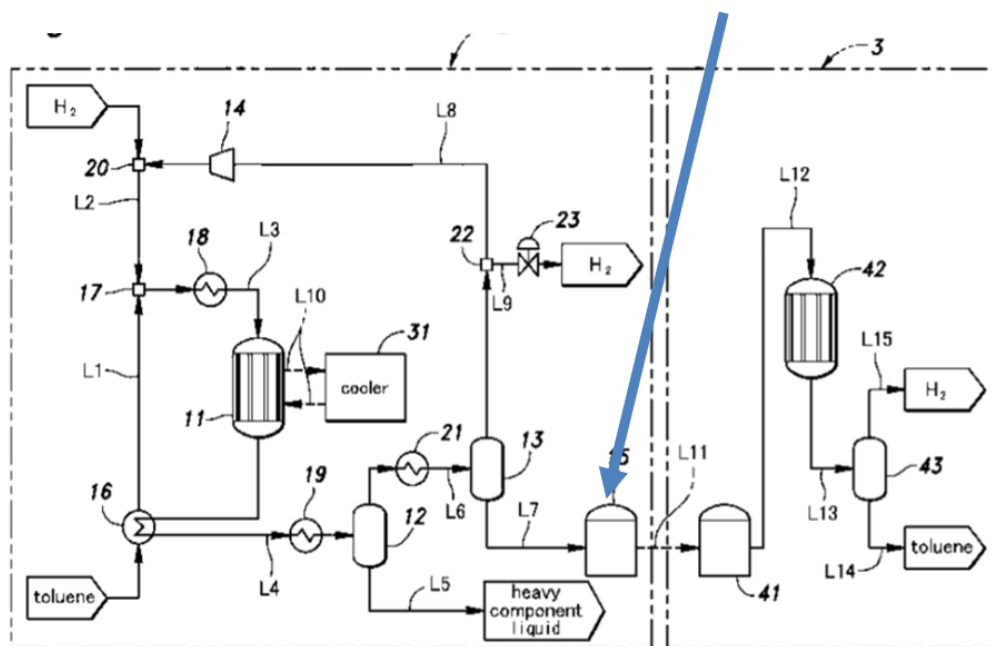 3
H₂
14
L8
20
L12
L2
23
22
18
L3
H₂
42
17
L9
L10
31
L15
L1
cooler
H₂
11
21
13
L11
43
16
19
L6
L13
12
L7
L4
L14
toluene
toluene
L5
41
heavy
component
liquid